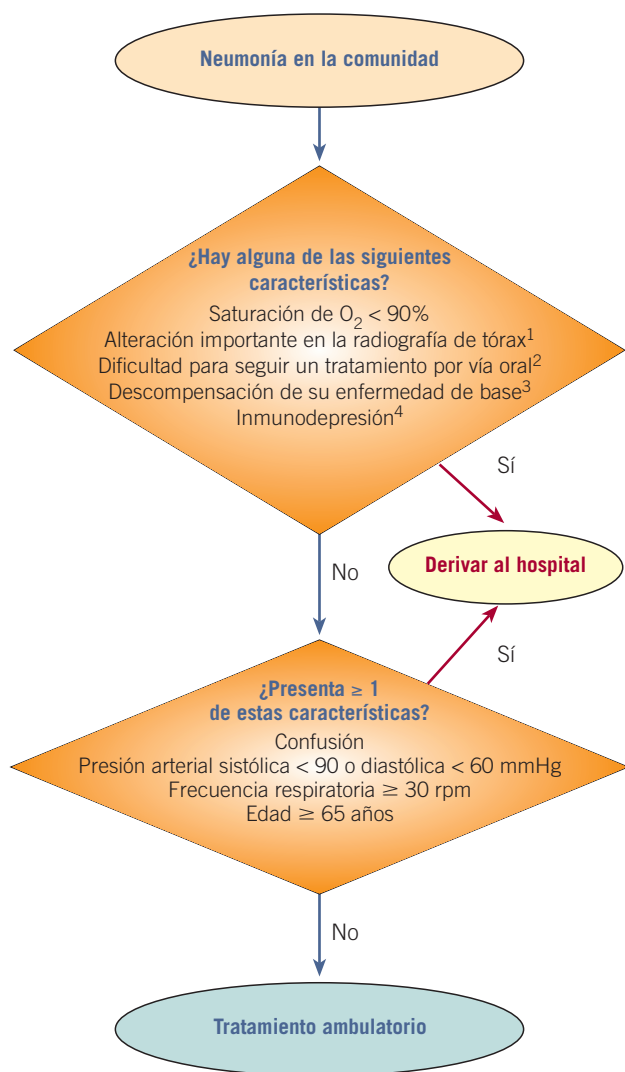 Neumonía en la comunidad
¿Hay alguna de las siguientes
características?
Saturación de O₂ < 90%
Alteración importante en la radiografía de tórax¹
Dificultad para seguir un tratamiento por vía oral²
Descompensación de su enfermedad de base³
Inmunodepresión⁴
Sí
Derivar al hospital
No
Sí
¿Presenta ≥ 1
de estas características?
Confusión
Presión arterial sistólica < 90 o diastólica < 60 mmHg
Frecuencia respiratoria ≥ 30 rpm
Edad ≥ 65 años
No
Tratamiento ambulatorio